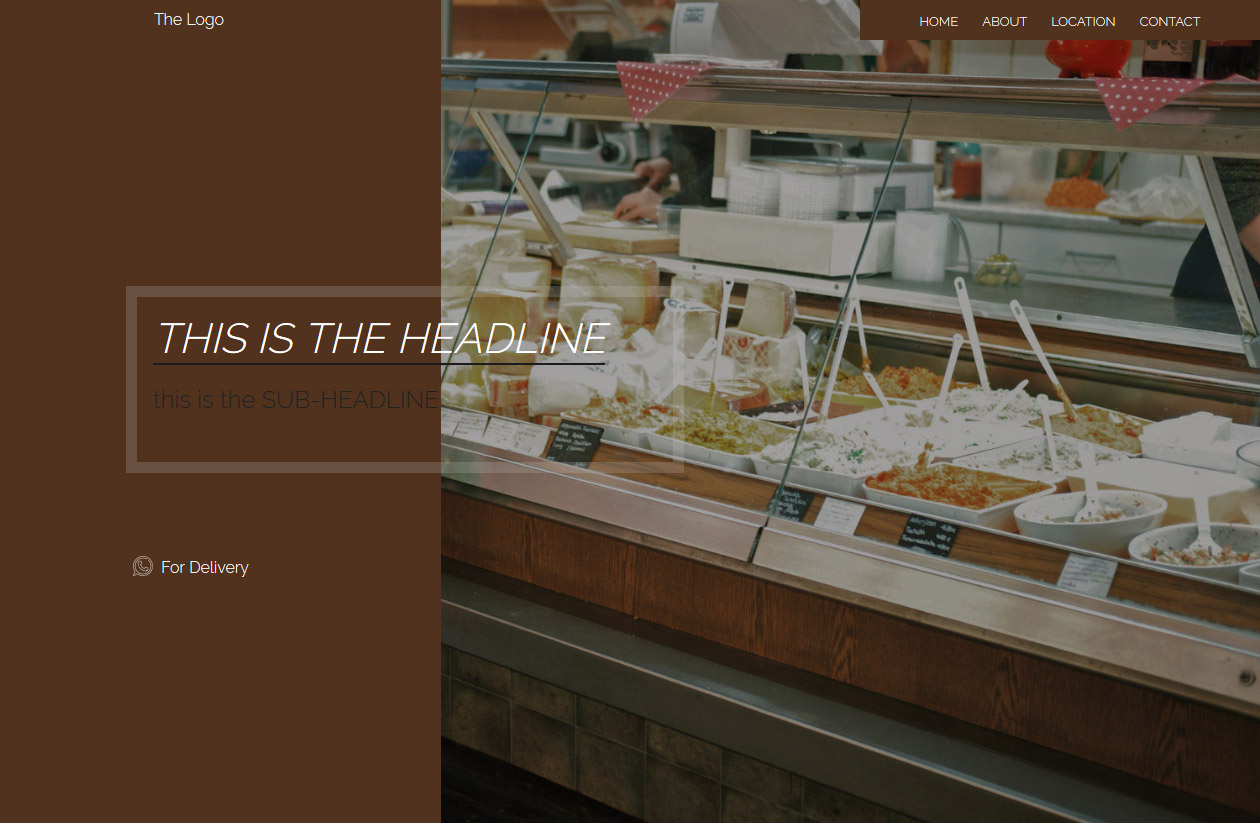 The Logo
HOME ABOUT LOCATION CONTACT
THIS IS THE HEADLINE
this is the SUB-HEADLINE
For Delivery